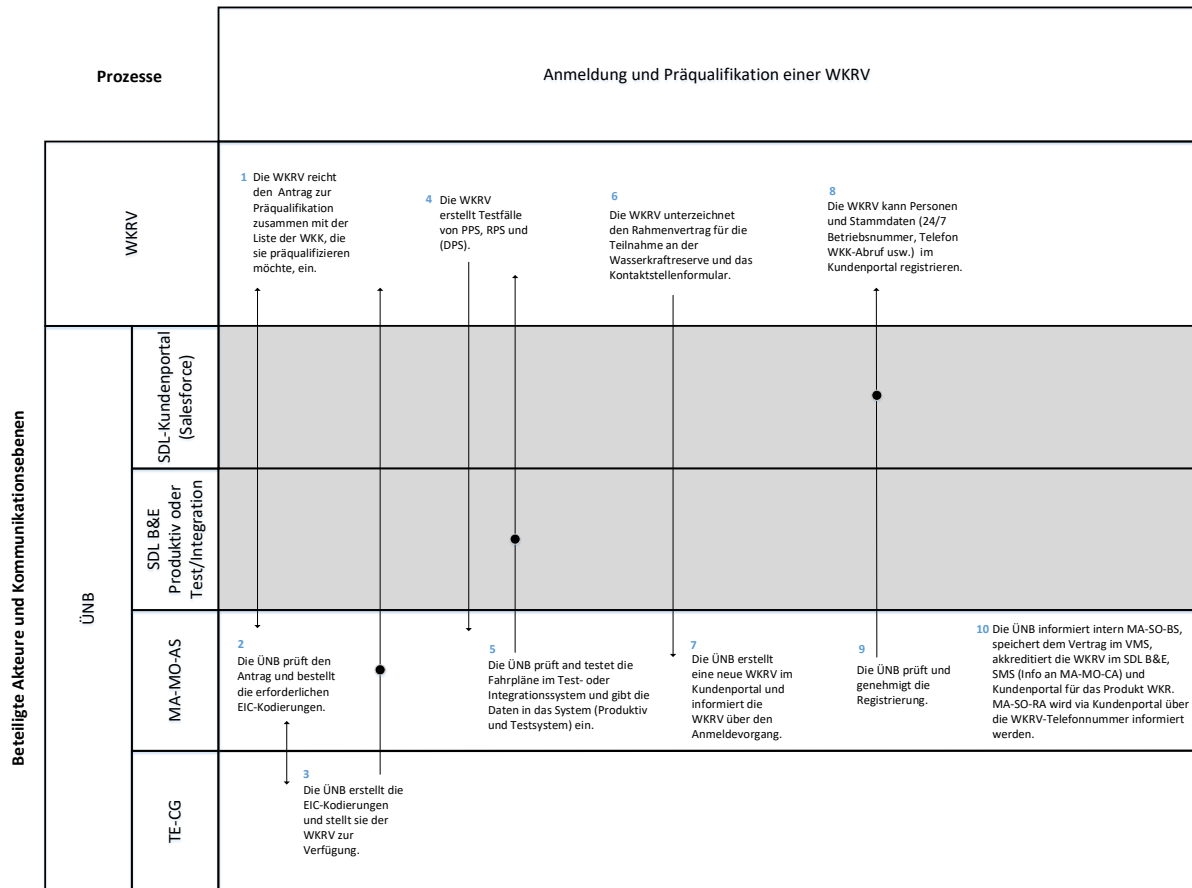 Prozesse
Anmeldung und Präqualifikation einer WKRV
Beteiligte Akteure und Kommunikationsebenen
WKRV
1 Die WKRV reicht
den Antrag zur
Präqualifikation
zusammen mit der
Liste der WKK, die
sie präqualifizieren
möchte, ein.
4 Die WKRV
erstellt Testfälle
von PPS, RPS und
(DPS).
6
Die WKRV unterzeichnet
den Rahmenvertrag für die
Teilnahme an der
Wasserkraftreserve und das
Kontaktstellenformular.
8
Die WKRV kann Personen
und Stammdaten (24/7
Betriebsnummer, Telefon
WKK-Abruf usw.) im
Kundenportal registrieren.
ÜNB
SDL-Kundenportal
(Salesforce)
SDL B&E
Produktiv oder
Test/Integration
MA-MO-AS
2
Die ÜNB prüft den
Antrag und bestellt
die erforderlichen
EIC-Kodierungen.
5
Die ÜNB prüft and testet die
Fahrpläne im Test- oder
Integrationssystem und gibt die
Daten in das System (Produktiv
und Testsystem) ein.
7
Die ÜNB erstellt
eine neue WKRV im
Kundenportal und
informiert die
WKRV über den
Anmeldevorgang.
9
Die ÜNB prüft und
genehmigt die
Registrierung.
10 Die ÜNB informiert intern MA-SO-BS,
speichert dem Vertrag im VMS,
akkreditiert die WKRV im SDL B&E,
SMS (Info an MA-MO-CA) und
Kundenportal für das Produkt WKR.
MA-SO-RA wird via Kundenportal über
die WKRV-Telefonnummer informiert
werden.
TE-CG
3
Die ÜNB erstellt die
EIC-Kodierungen
und stellt sie der
WKRV zur
Verfügung.